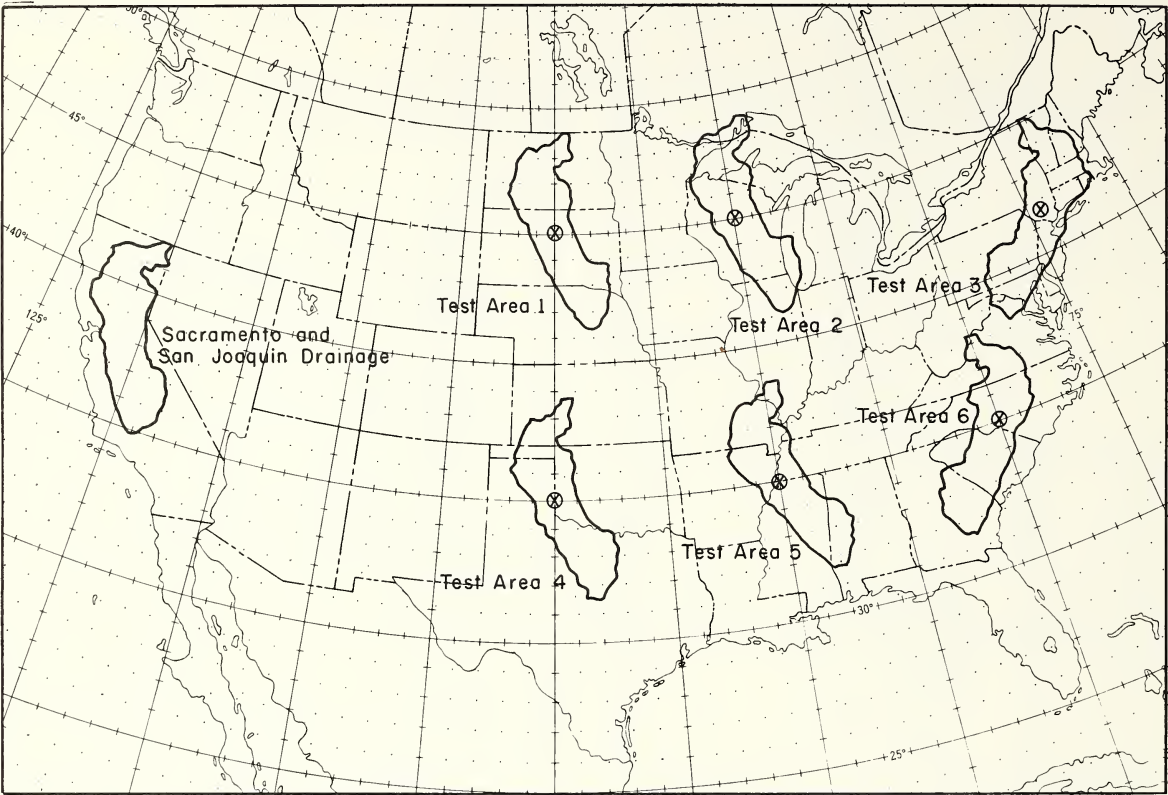 50°
45°
40°
125°
Test Area 1
Test Area 2
Test Area 3
75°
Sacramento and
San Joaquin Drainage
Test Area 6
Test Area 5
Test Area 4
30°
25°